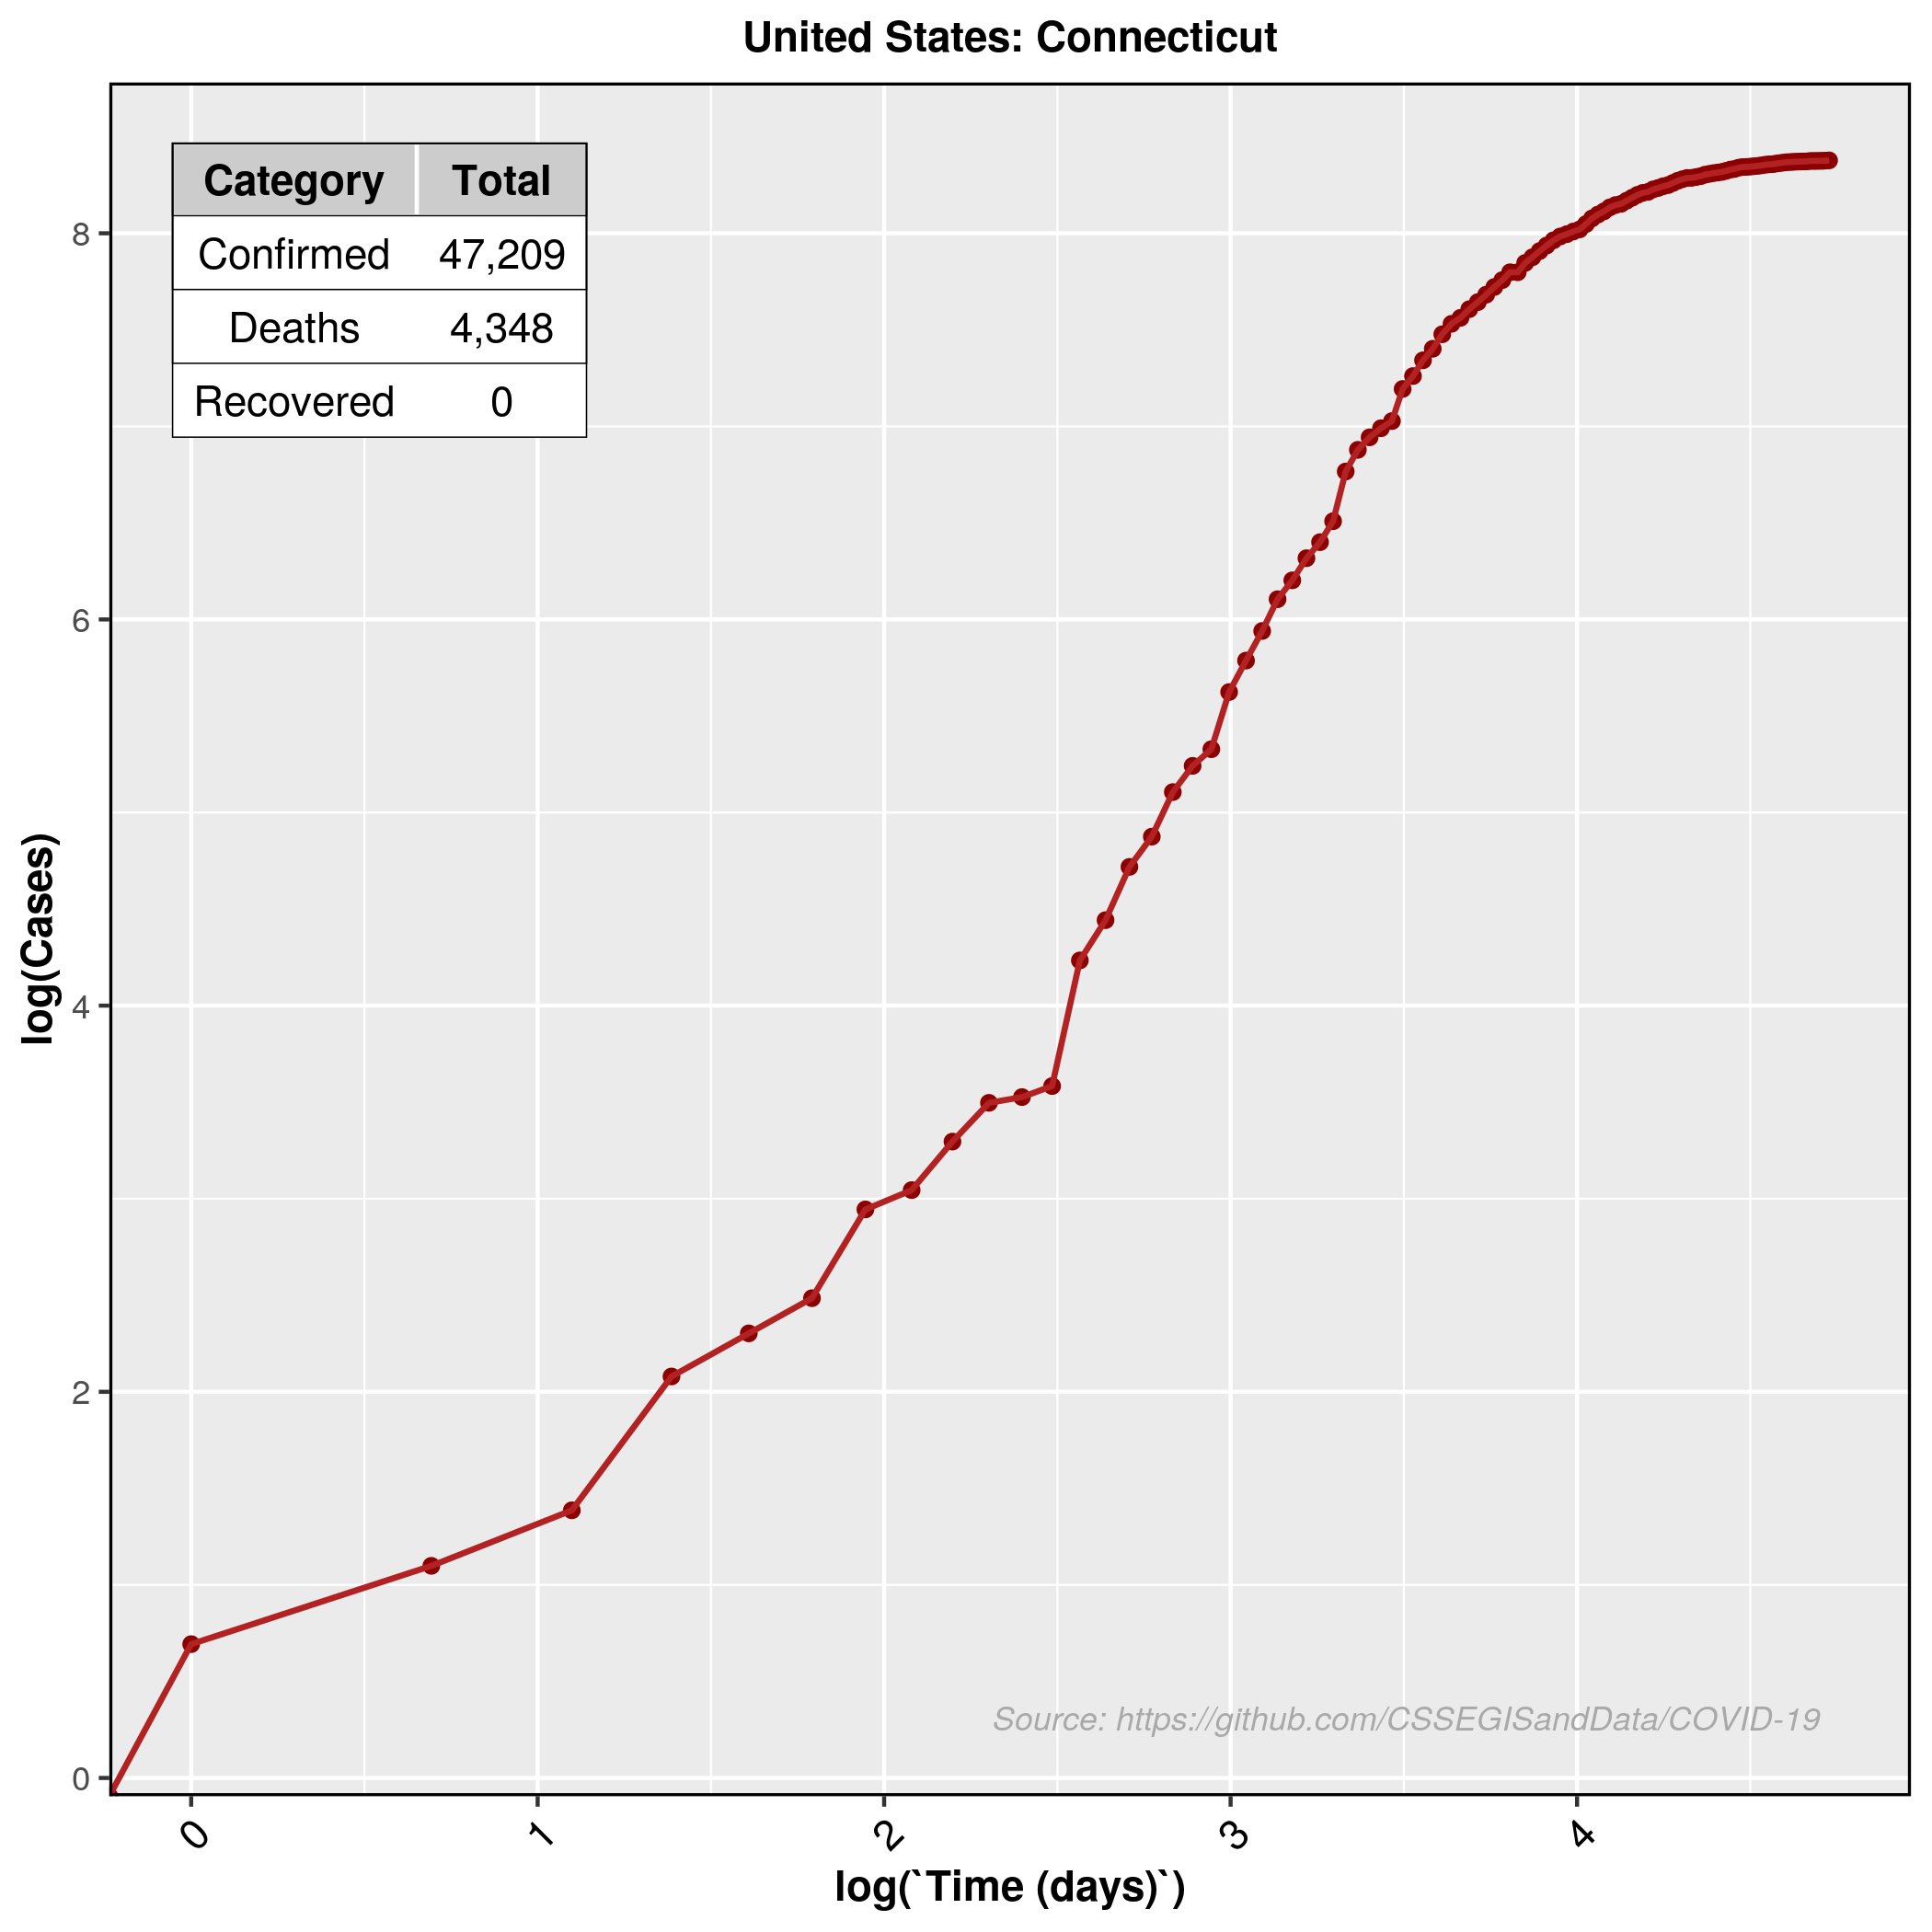 United States: Connecticut
Category Total
Confirmed 47,209
Deaths 4,348
Recovered 0
8
6
4
2
0
log(Cases)
Source: https://github.com/CSSEGISandData/COVID-19
0 1 2 3 4
log(`Time (days)`)